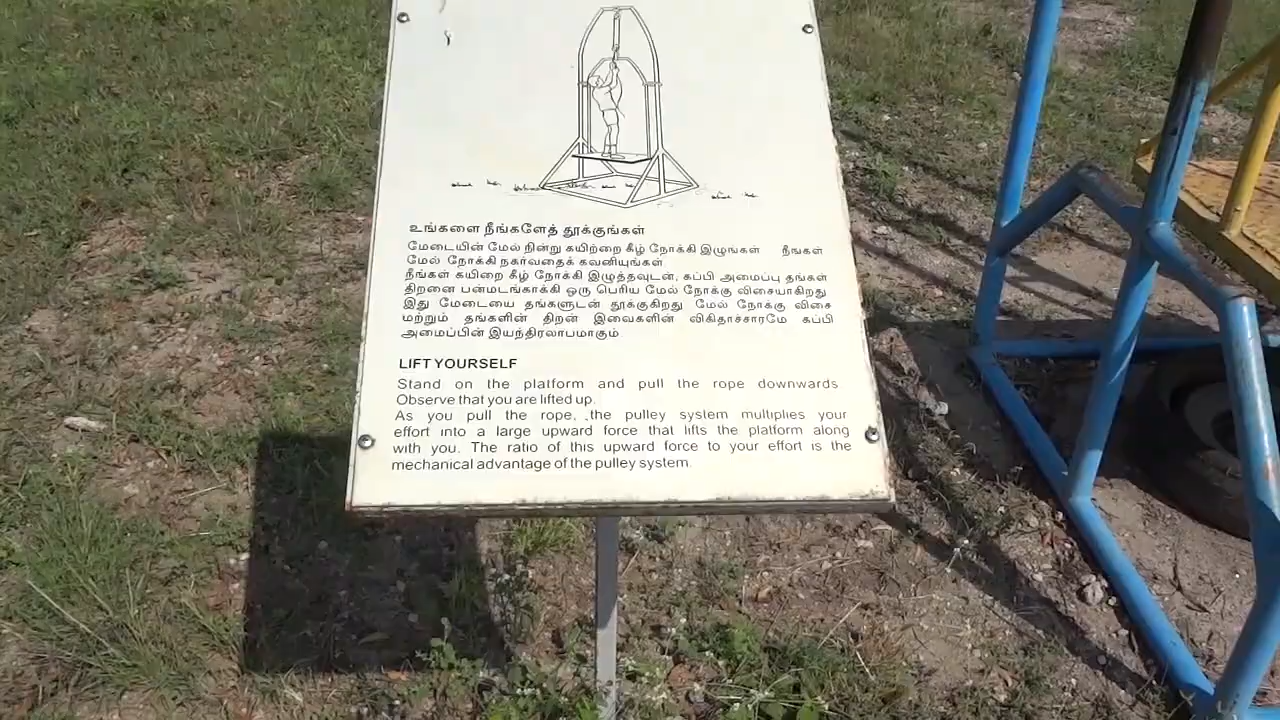 உங்களை நீங்களேத் தூக்குங்கள்
மேடையின் மேல் நின்று கயிற்றை கீழ் நோக்கி இழுங்கள் நீங்கள்
மேல் நோக்கி நகர்வதைக் கவனியுங்கள்
நீங்கள் கயிறை கீழ் நோக்கி இழுத்தவுடன், கப்பி அமைப்பு தங்கள்
திறனை பன்மடங்காக்கி ஒரு பெரிய மேல் நோக்கு விசையாகிறது
இது மேடையை தங்களுடன் தூக்குகிறது மேல் நோக்கு விசை
மற்றும் தங்களின் திறன் இவைகளின் விகிதாச்சாரமே கப்பி
அமைப்பின் இயந்திரலாபமாகும்.
LIFT YOURSELF
Stand on the platform and pull the rope downwards.
Observe that you are lifted up.
As you pull the rope, the pulley system multiplies your
effort into a large upward force that lifts the platform along
with you. The ratio of this upward force to your effort is the
mechanical advantage of the pulley system.